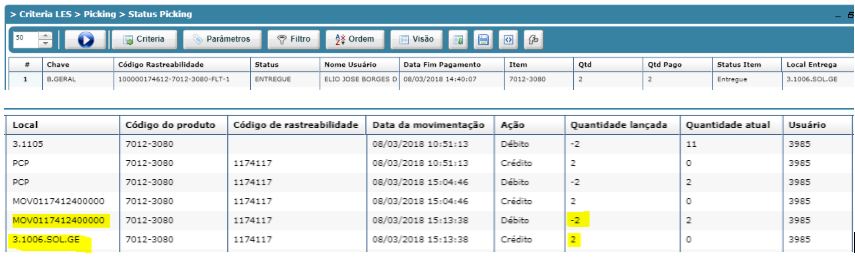 > Criteria LES > Picking > Status Picking
50 Criteria Parâmetros Filtro Ordem Visão
# Chave Código Rastreabilidade Status Nome Usuário Data Fim Pagamento Item Qtd Qtd Pago Status Item Local Entrega
1 B.GERAL 100000174612-7012-3080-FLT-1 ENTREGUE ELIO JOSE BORGES D 08/03/2018 14:40:07 7012-3080 2 2 Entregue 3.1006.SOL.GE
Local Código do produto Código de rastreabilidade Data da movimentação Ação Quantidade lançada Quantidade atual Usuário
3.1105 7012-3080 08/03/2018 10:51:13 Débito -2 11 3985
PCP 7012-3080 1174117 08/03/2018 10:51:13 Crédito 2 0 3985
PCP 7012-3080 1174117 08/03/2018 15:04:46 Débito -2 2 3985
MOV0117412400000 7012-3080 1174117 08/03/2018 15:04:46 Crédito 2 0 3985
MOV0117412400000 7012-3080 1174117 08/03/2018 15:13:38 Débito -2 2 3985
3.1006.SOL.GE 7012-3080 1174117 08/03/2018 15:13:38 Crédito 2 0 3985